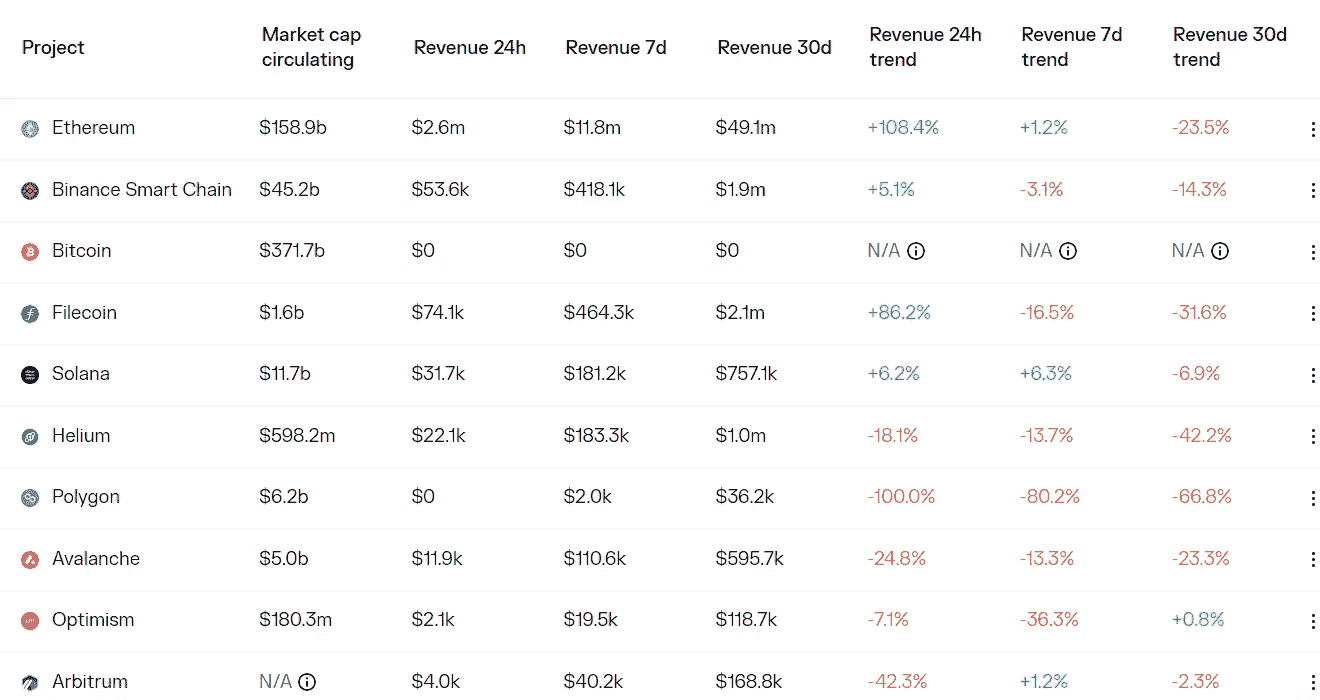 Project Market cap circulating Revenue 24h Revenue 7d Revenue 30d Revenue 24h trend Revenue 7d trend Revenue 30d trend
Ethereum $158.9b $2.6m $11.8m $49.1m +108.4% +1.2% -23.5%
Binance Smart Chain $45.2b $53.6k $418.1k $1.9m +5.1% -3.1% -14.3%
Bitcoin $371.7b $0 $0 $0 N/A N/A N/A
Filecoin $1.6b $74.1k $464.3k $2.1m +86.2% -16.5% -31.6%
Solana $11.7b $31.7k $181.2k $757.1k +6.2% +6.3% -6.9%
Helium $598.2m $22.1k $183.3k $1.0m -18.1% -13.7% -42.2%
Polygon $6.2b $0 $2.0k $36.2k -100.0% -80.2% -66.8%
Avalanche $5.0b $11.9k $110.6k $595.7k -24.8% -13.3% -23.3%
Optimism $180.3m $2.1k $19.5k $118.7k -7.1% -36.3% +0.8%
Arbitrum N/A $4.0k $40.2k $168.8k -42.3% +1.2% -2.3%